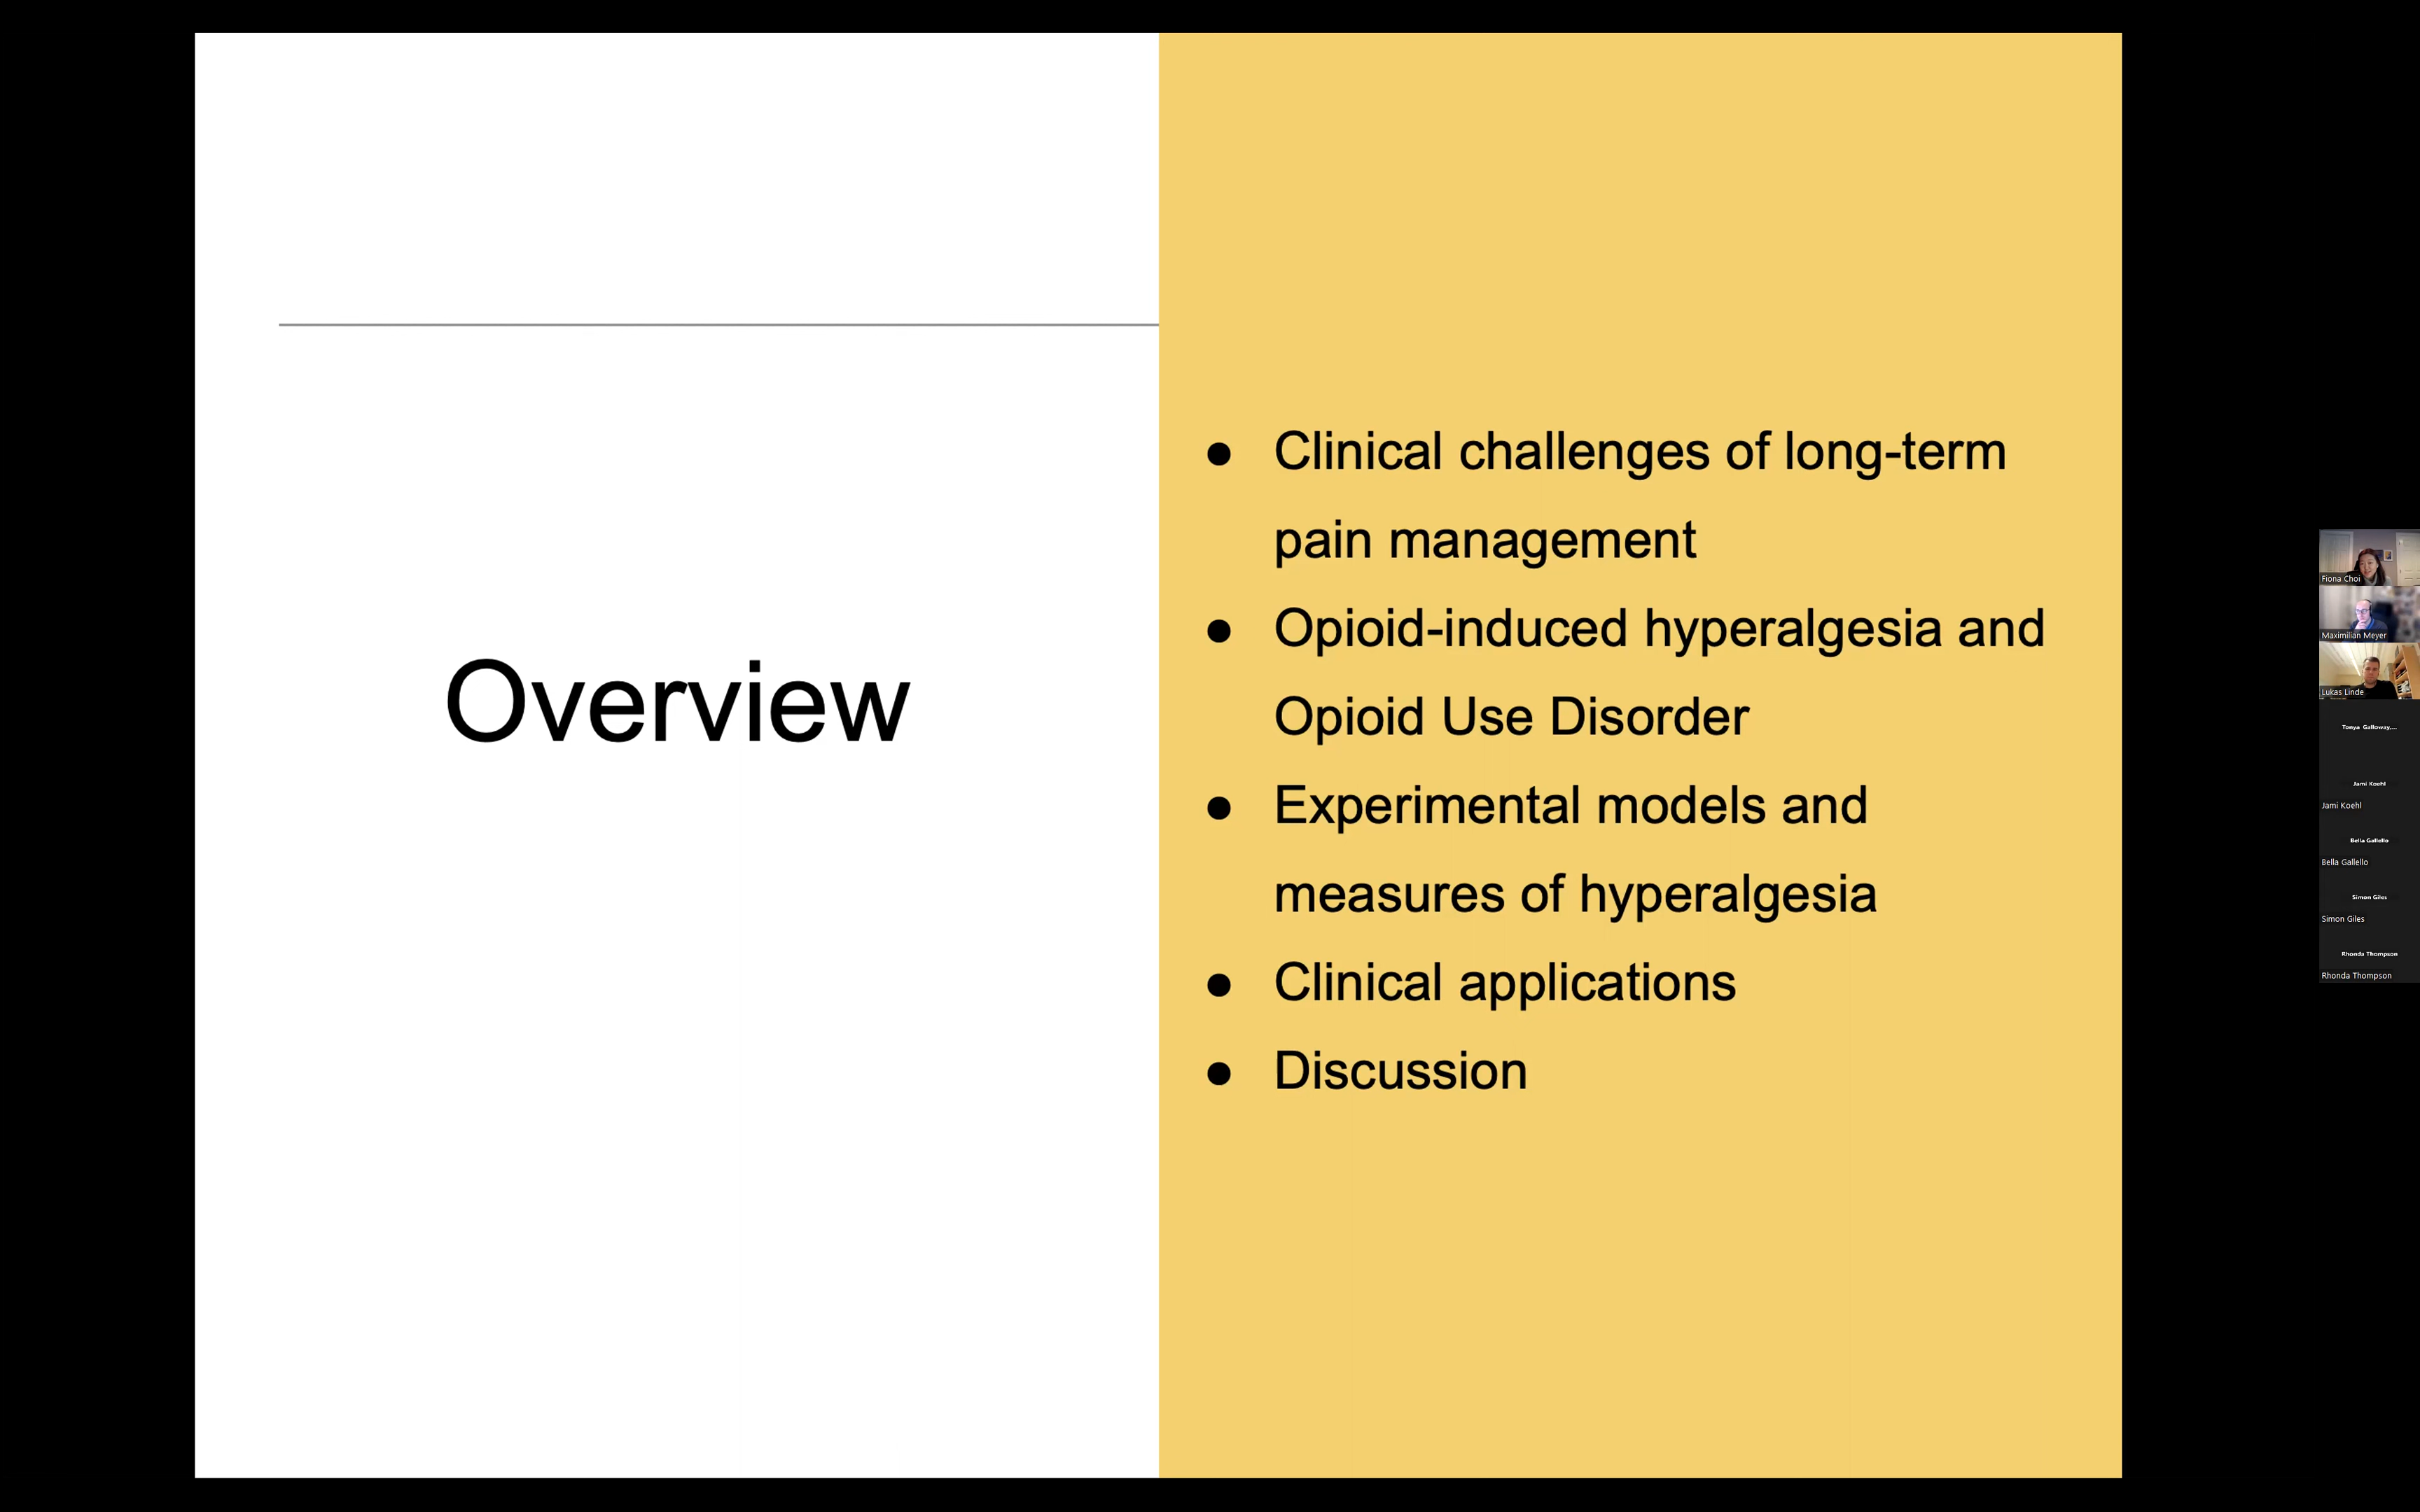 Overview
● Clinical challenges of long-term
pain management
● Opioid-induced hyperalgesia and
Opioid Use Disorder
● Experimental models and
measures of hyperalgesia
● Clinical applications
● Discussion
Fiona Choi
Maximilian Meyer
Lukas Linde
Tonya Galloway,...
Jami Koehl
Jami Koehl
Bella Gallello
Bella Gallello
Simon Giles
Simon Giles
Rhonda Thompson
Rhonda Thompson